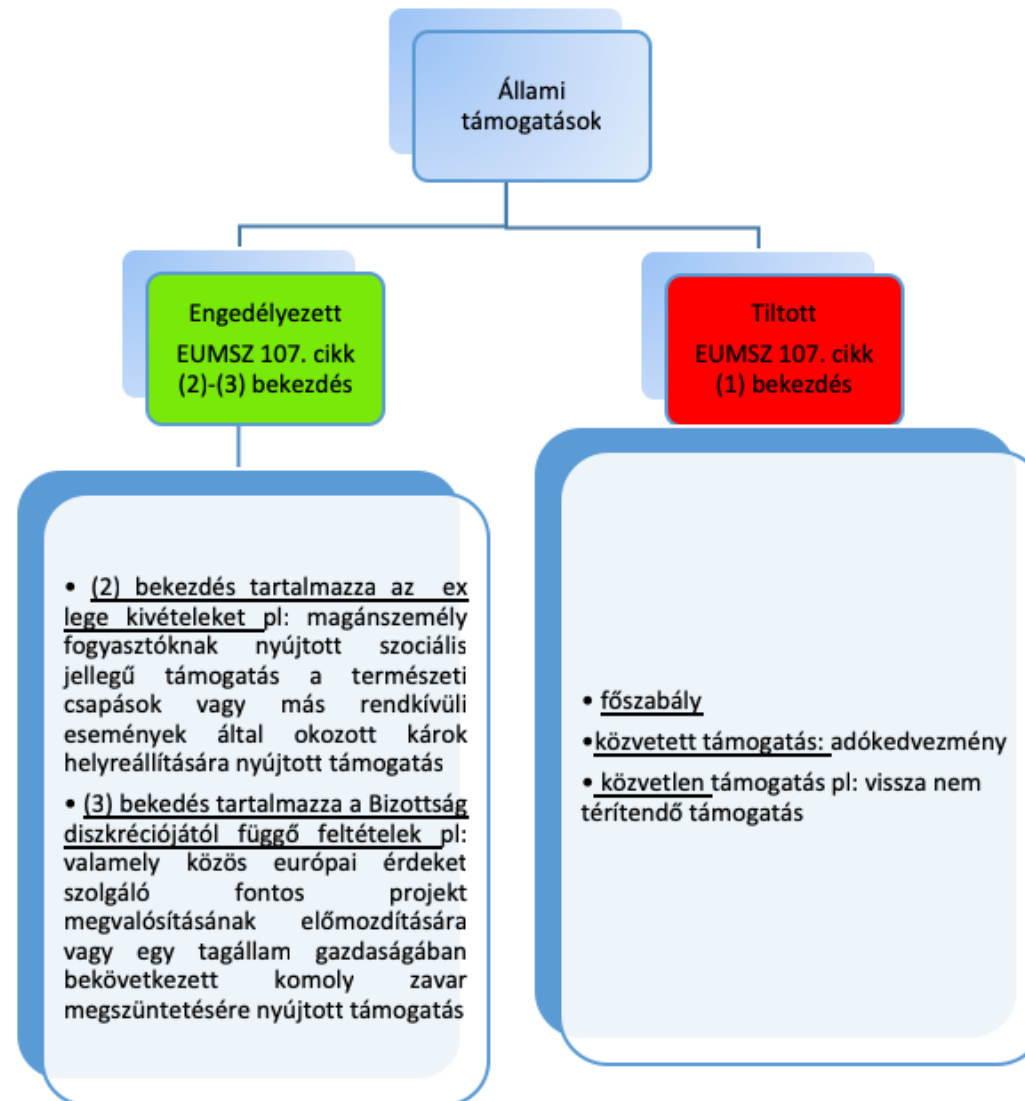 Állami
támogatások
Engedélyezett
EUMSZ 107. cikk
(2)-(3) bekezdés
Tiltott
EUMSZ 107. cikk
(1) bekezdés
• (2) bekezdés tartalmazza az ex
lege kivételeket pl: magánszemély
fogyasztóknak nyújtott szociális
jellegű támogatás a természeti
csapások vagy más rendkívüli
események által okozott károk
helyreállítására nyújtott támogatás
• (3) bekedés tartalmazza a Bizottság
diszkréciójától függő feltételek pl:
valamely közös európai érdeket
szolgáló fontos projekt
megvalósításának előmozdítására
vagy egy tagállam gazdaságában
bekövetkezett komoly zavar
megszüntetésére nyújtott támogatás
• főszabály
•közvetett támogatás: adókedvezmény
• közvetlen támogatás pl: vissza nem
térítendő támogatás